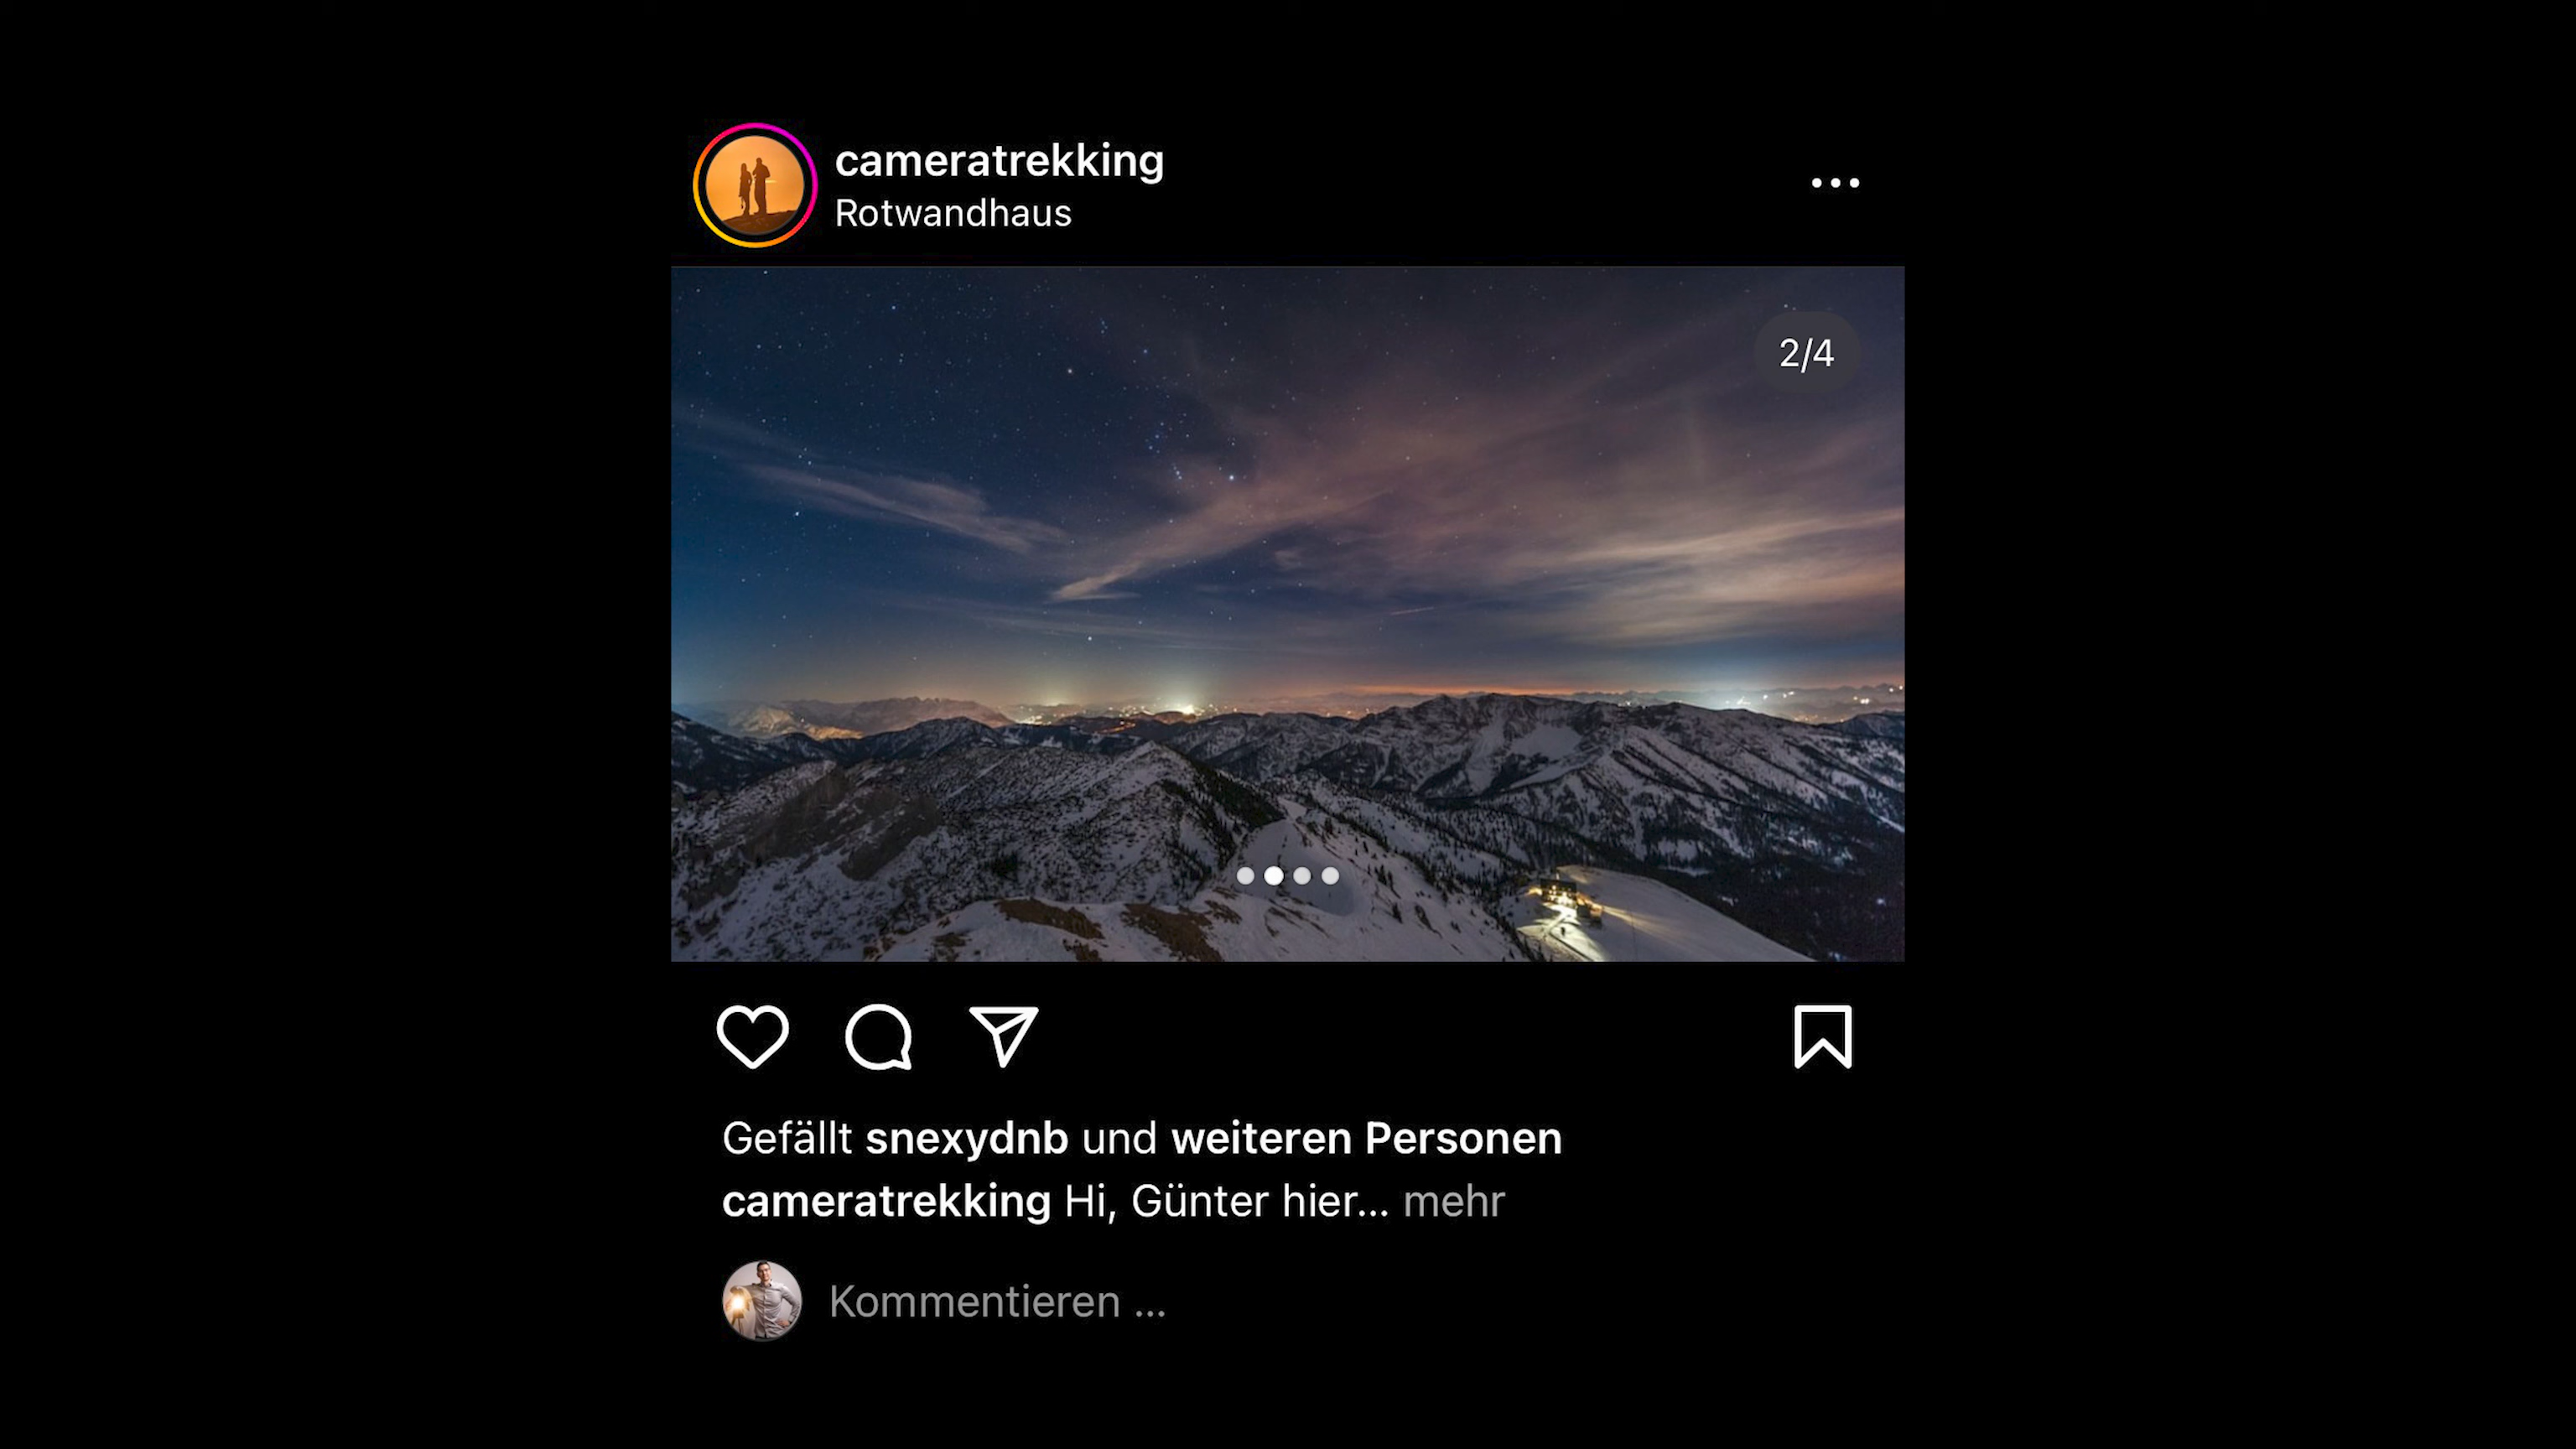 cameratrekking
Rotwandhaus
2/4
Gefällt snexydnb und weiteren Personen
cameratrekking Hi, Günter hier... mehr
Kommentieren ...